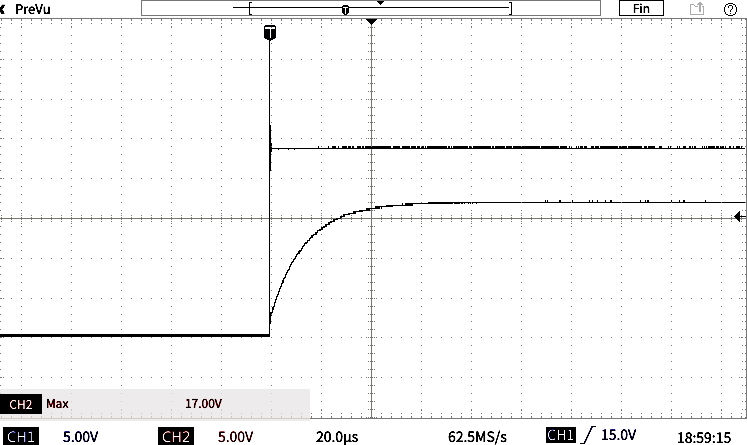 PreVu Fin
T
T
CH2 Max 17.00V
CH1 5.00V CH2 5.00V 20.0µs 62.5MS/s CH1 15.0V 18:59:15